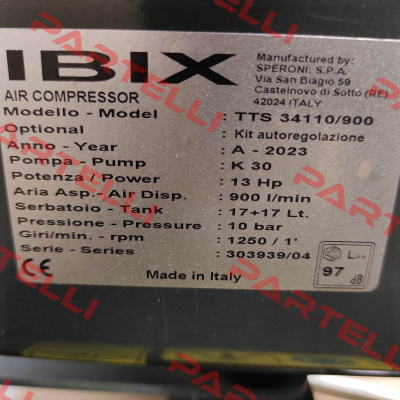 IBIX
Manufactured by:
SPERONI: S.P.A.
Via San Biagio 59
Castelnovo di Sotto (RE)
42024 ITALY
AIR COMPRESSOR
Modello - Model : TTS 34110/900
Optional : Kit autoregolazione
Anno - Year : A - 2023
Pompa - Pump : K 30
Potenza / Power : 13 Hp
Aria Asp.- Air Disp. : 900 l/min
Serbatoio - Tank : 17+17 Lt.
Pressione - Pressure : 10 bar
Giri/min. - rpm : 1250 / 1'
Serie - Series : 303939/04
CE
Made in Italy
LWA
97
dB
PARTELLI
PARTELLI
PARTELLI
PARTELLI